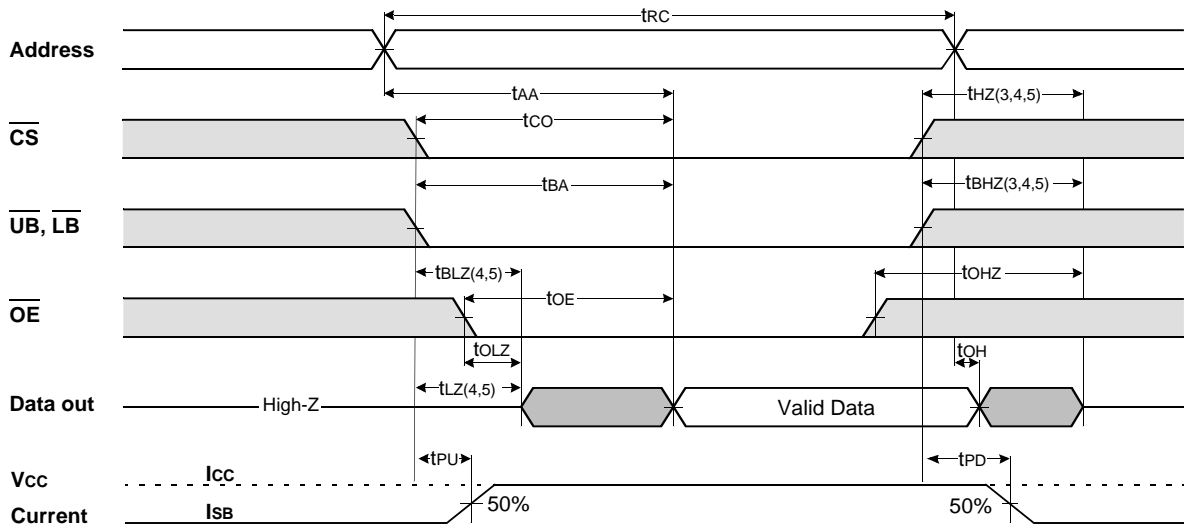 tRC
Address
tAA
tHZ(3,4,5)
tCO
CS
tBA
tBHZ(3,4,5)
UB, LB
tBLZ(4,5)
tOHZ
tOE
OE
tOLZ
tOH
tLZ(4,5)
Data out
High-Z
Valid Data
tPU
tPD
VCC
ICC
50%
50%
Current
ISB